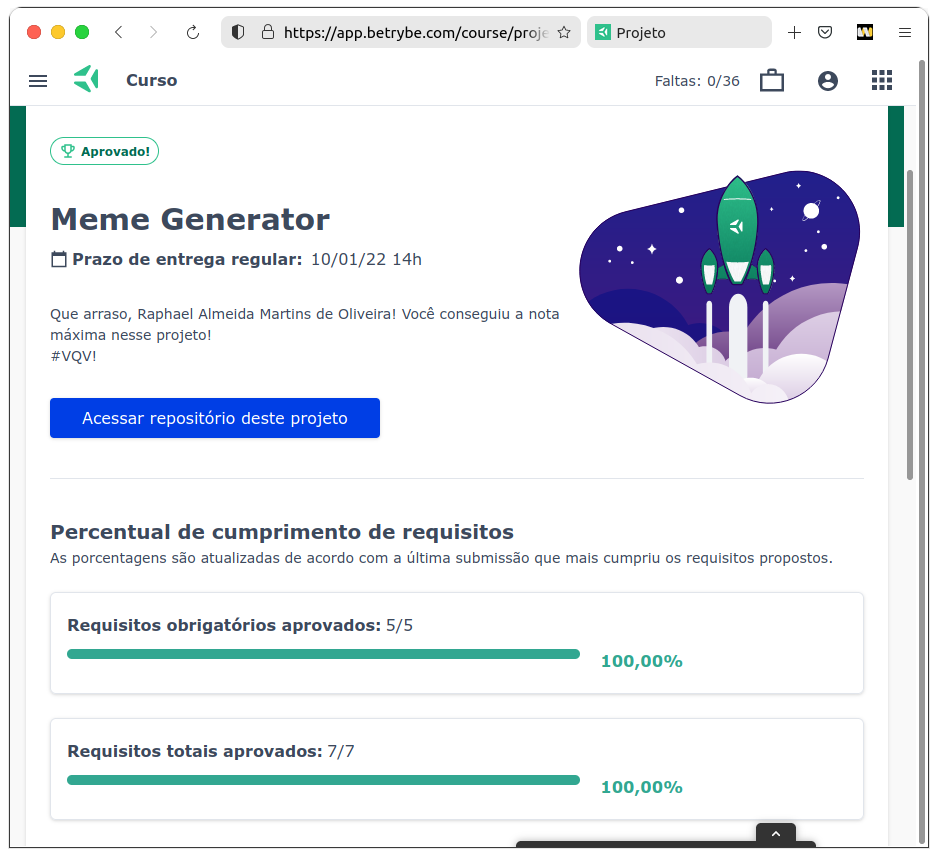 https://app.betrybe.com/course/proje
Projeto
Curso
Faltas: 0/36
Aprovado!
Meme Generator
Prazo de entrega regular: 10/01/22 14h
Que arraso, Raphael Almeida Martins de Oliveira! Você conseguiu a nota
máxima nesse projeto!
#VQV!
Acessar repositório deste projeto
Percentual de cumprimento de requisitos
As porcentagens são atualizadas de acordo com a última submissão que mais cumpriu os requisitos propostos.
Requisitos obrigatórios aprovados: 5/5
100,00%
Requisitos totais aprovados: 7/7
100,00%